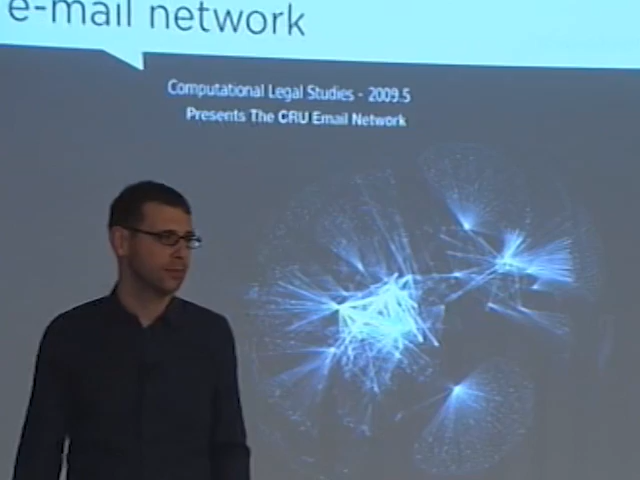 e-mail network
Computational Legal Studies - 2009.5
Presents The CRU Email Network